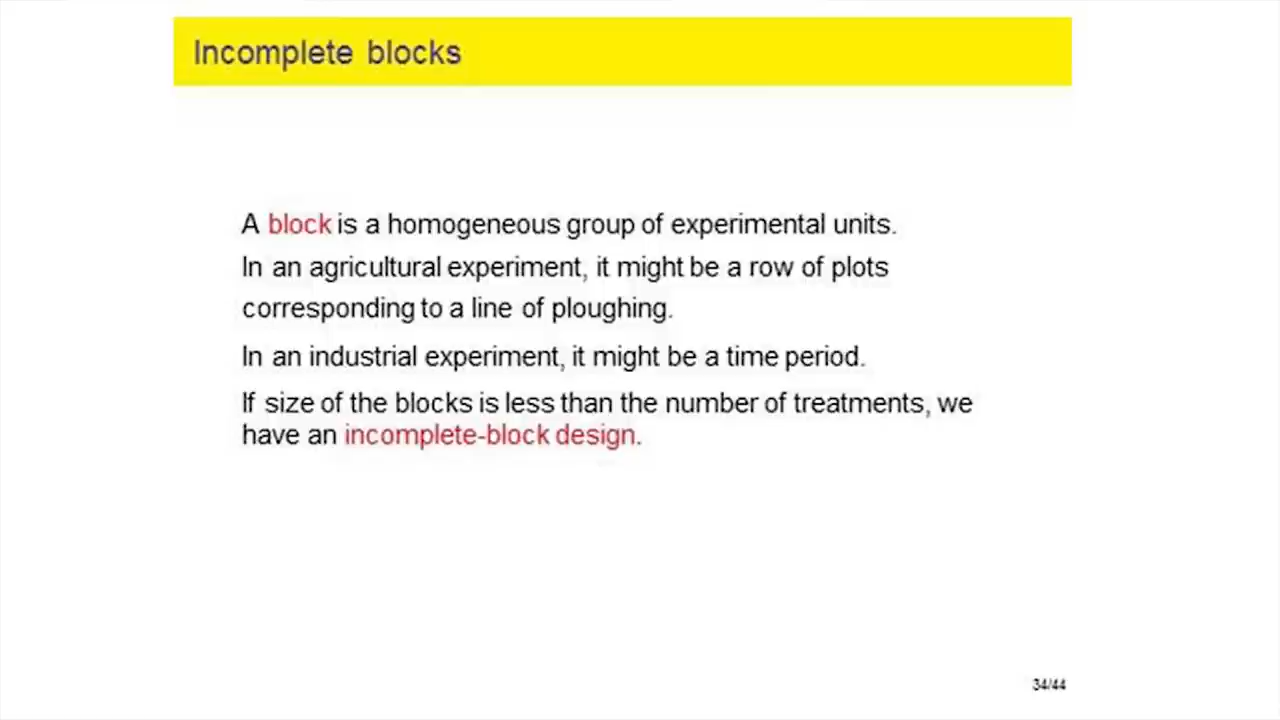 Incomplete blocks
A block is a homogeneous group of experimental units.
In an agricultural experiment, it might be a row of plots
corresponding to a line of ploughing.
In an industrial experiment, it might be a time period.
If size of the blocks is less than the number of treatments, we
have an incomplete-block design.
34/44